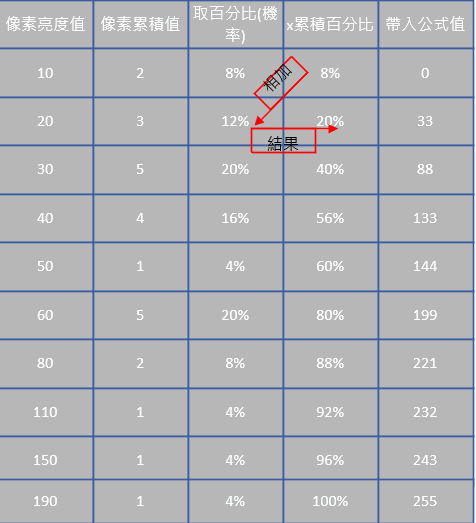 像素亮度值 像素累積值 取百分比(機率) x累積百分比 帶入公式值
10 2 8% 8% 0
相加
20 3 12% 20% 33
結果
30 5 20% 40% 88
40 4 16% 56% 133
50 1 4% 60% 144
60 5 20% 80% 199
80 2 8% 88% 221
110 1 4% 92% 232
150 1 4% 96% 243
190 1 4% 100% 255